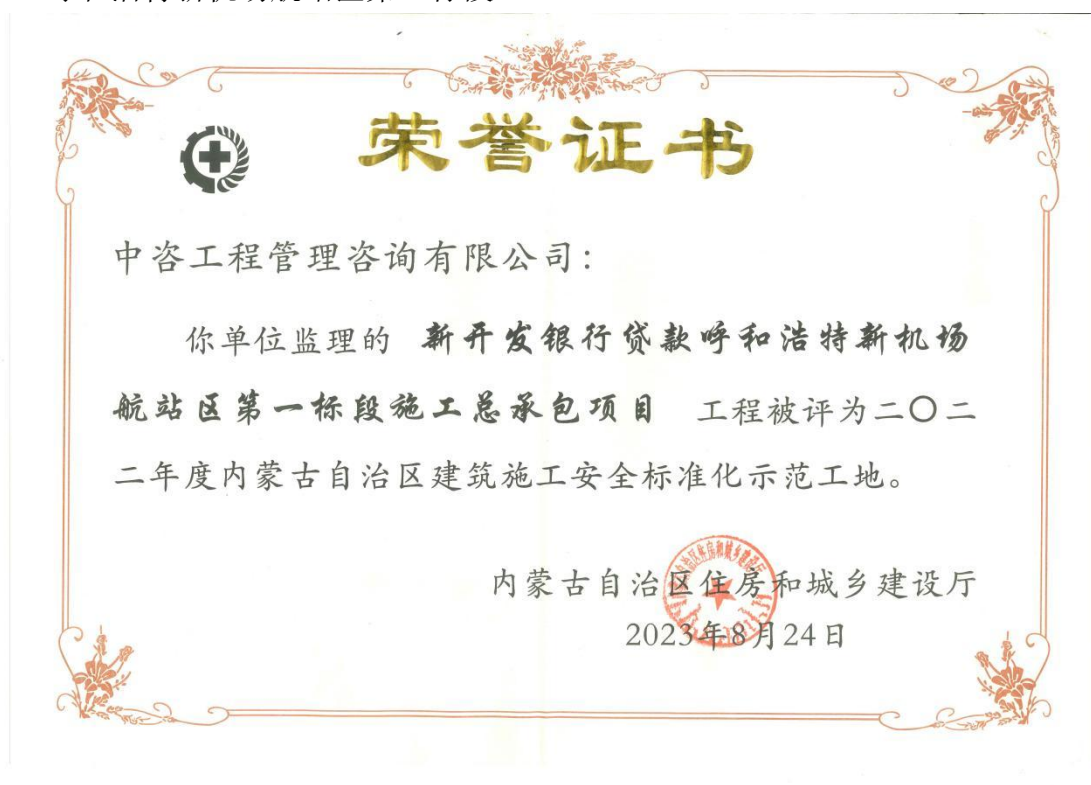 荣誉证书
中咨工程管理咨询有限公司：
你单位监理的 新开发银行贷款呼和浩特新机场
航站区第一标段施工总承包项目 工程被评为二〇二
二年度内蒙古自治区建筑施工安全标准化示范工地。
内蒙古自治区住房和城乡建设厅
2023年8月24日